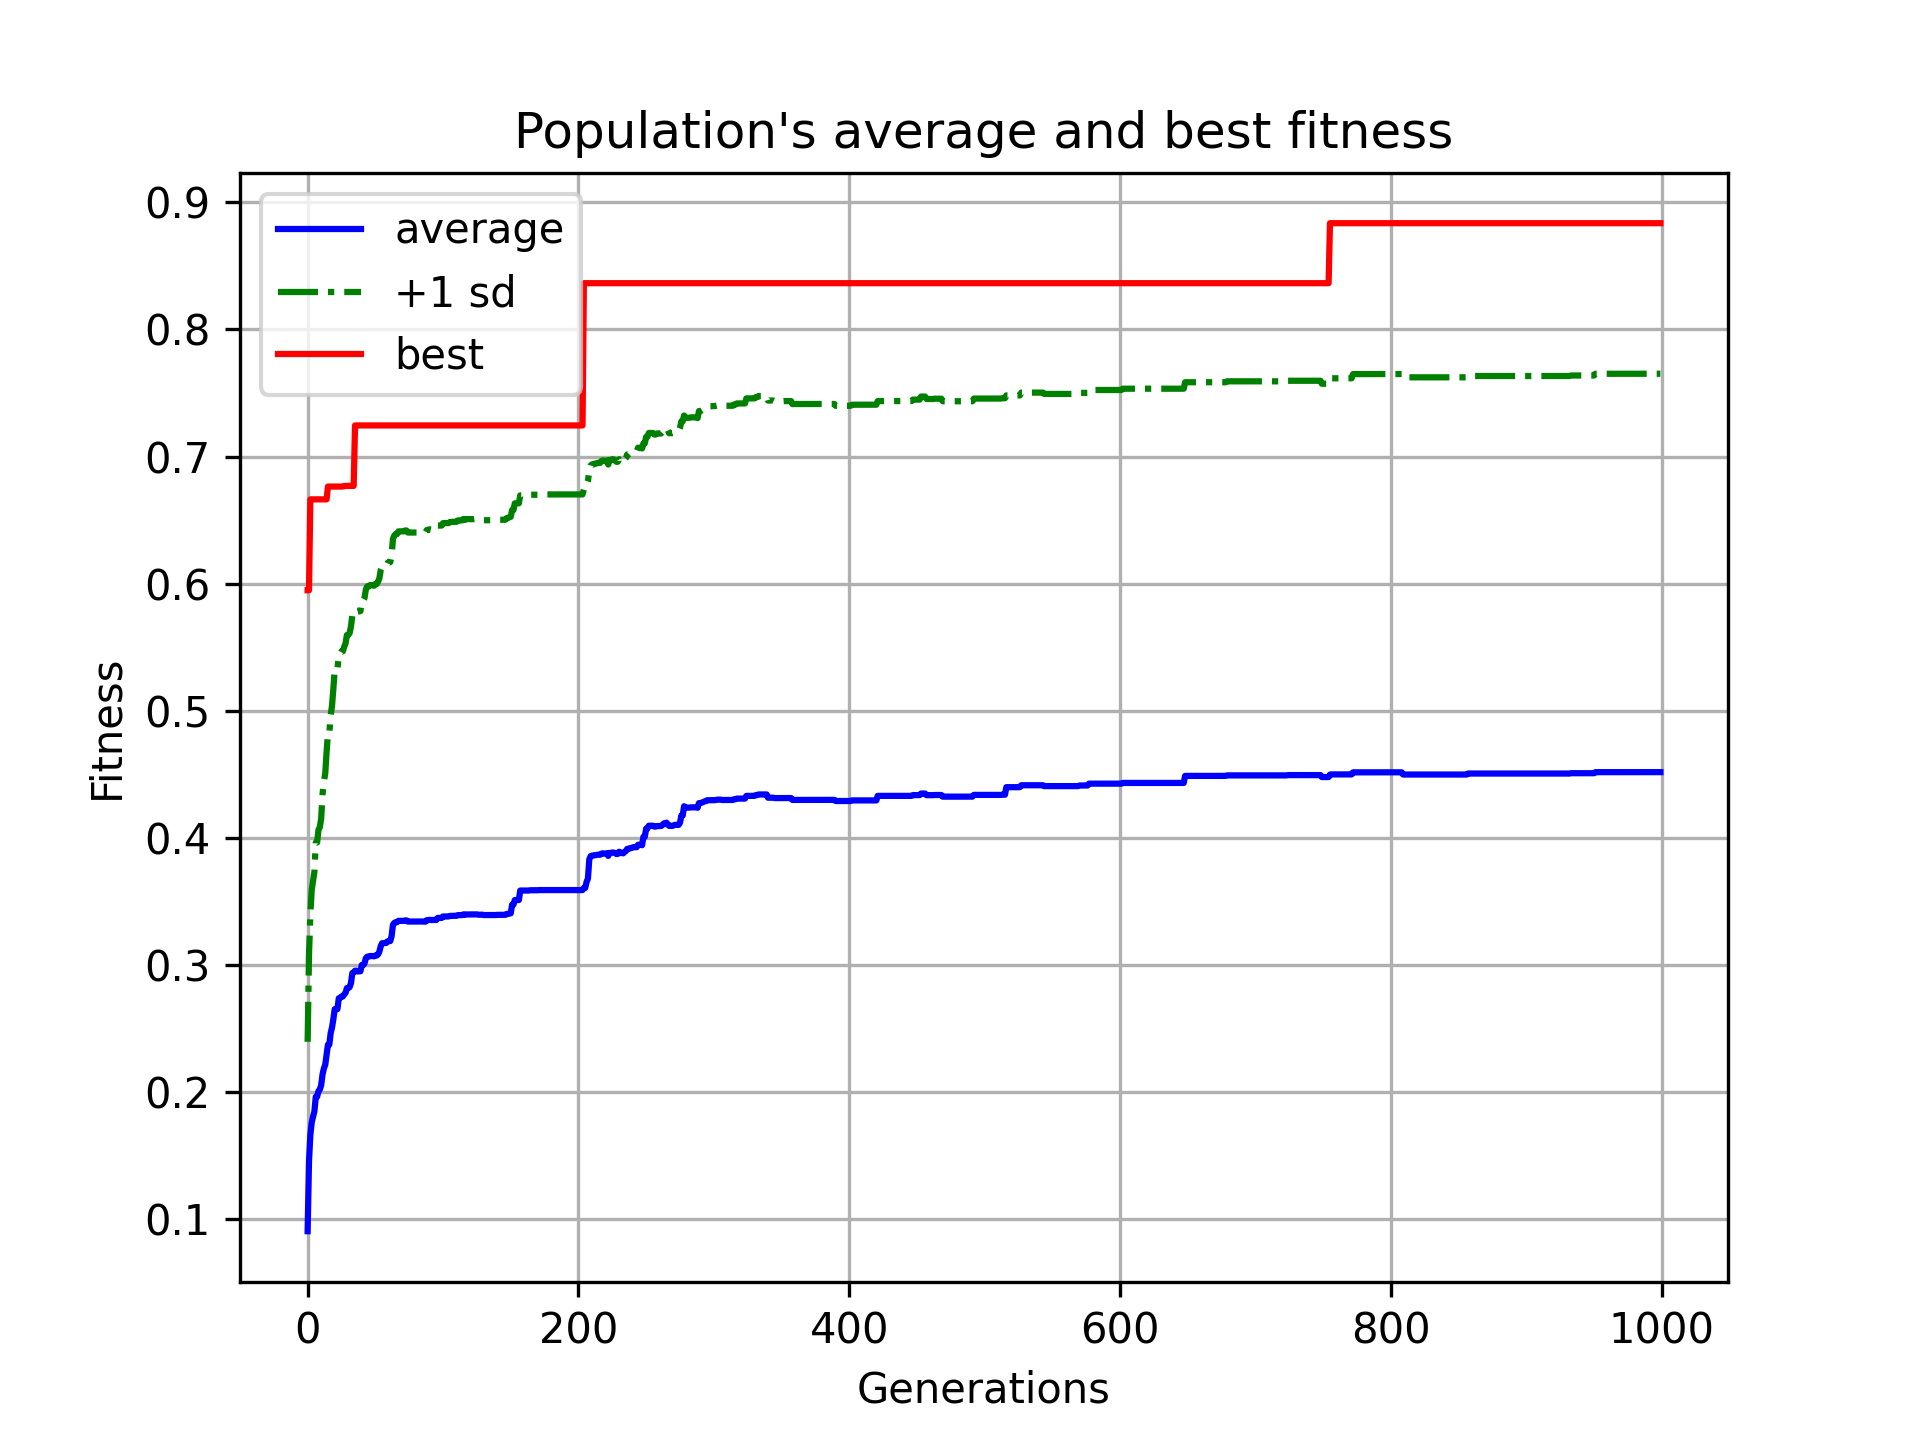 Population's average and best fitness
average
+1 sd
best
0.9
0.8
0.7
0.6
0.5
0.4
0.3
0.2
0.1
Fitness
0 200 400 600 800 1000
Generations